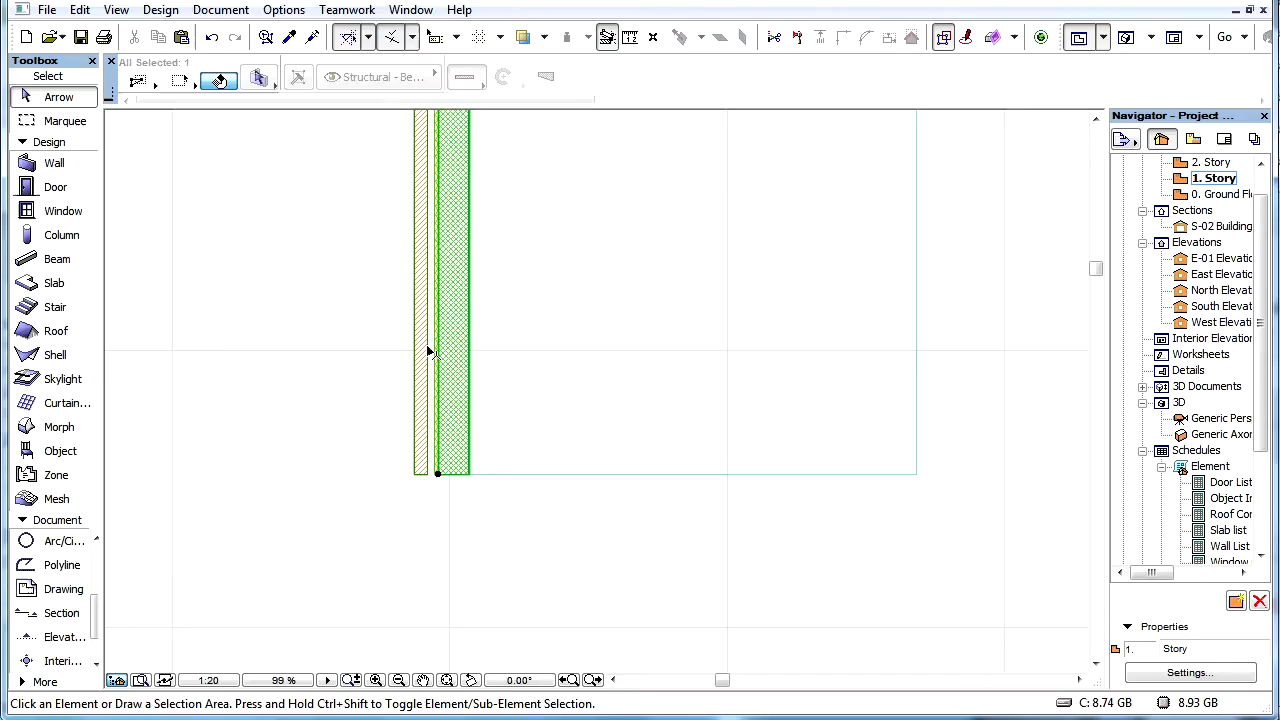 File Edit View Design Document Options Teamwork Window Help
Toolbox
Select
Arrow
Marquee
Design
Wall
Door
Window
Column
Beam
Slab
Stair
Roof
Shell
Skylight
Curtain...
Morph
Object
Zone
Mesh
Document
Arc/Ci...
Polyline
Drawing
Section
Elevat...
Interi...
More
All Selected: 1
Structural - Be...
Go
Navigator - Project ...
2. Story
1. Story
0. Ground Fl
Sections
S-02 Building
Elevations
E-01 Elevatio
East Elevatic
North Elevat
South Elevat
West Elevati
Interior Elevation
Worksheets
Details
3D Documents
3D
Generic Pers
Generic Axor
Schedules
Element
Door List
Object In
Roof Cor
Slab list
Wall List
Window
Properties
1. Story
Settings...
1:20 99 % 0.00°
Click an Element or Draw a Selection Area. Press and Hold Ctrl+Shift to Toggle Element/Sub-Element Selection.
C: 8.74 GB 8.93 GB